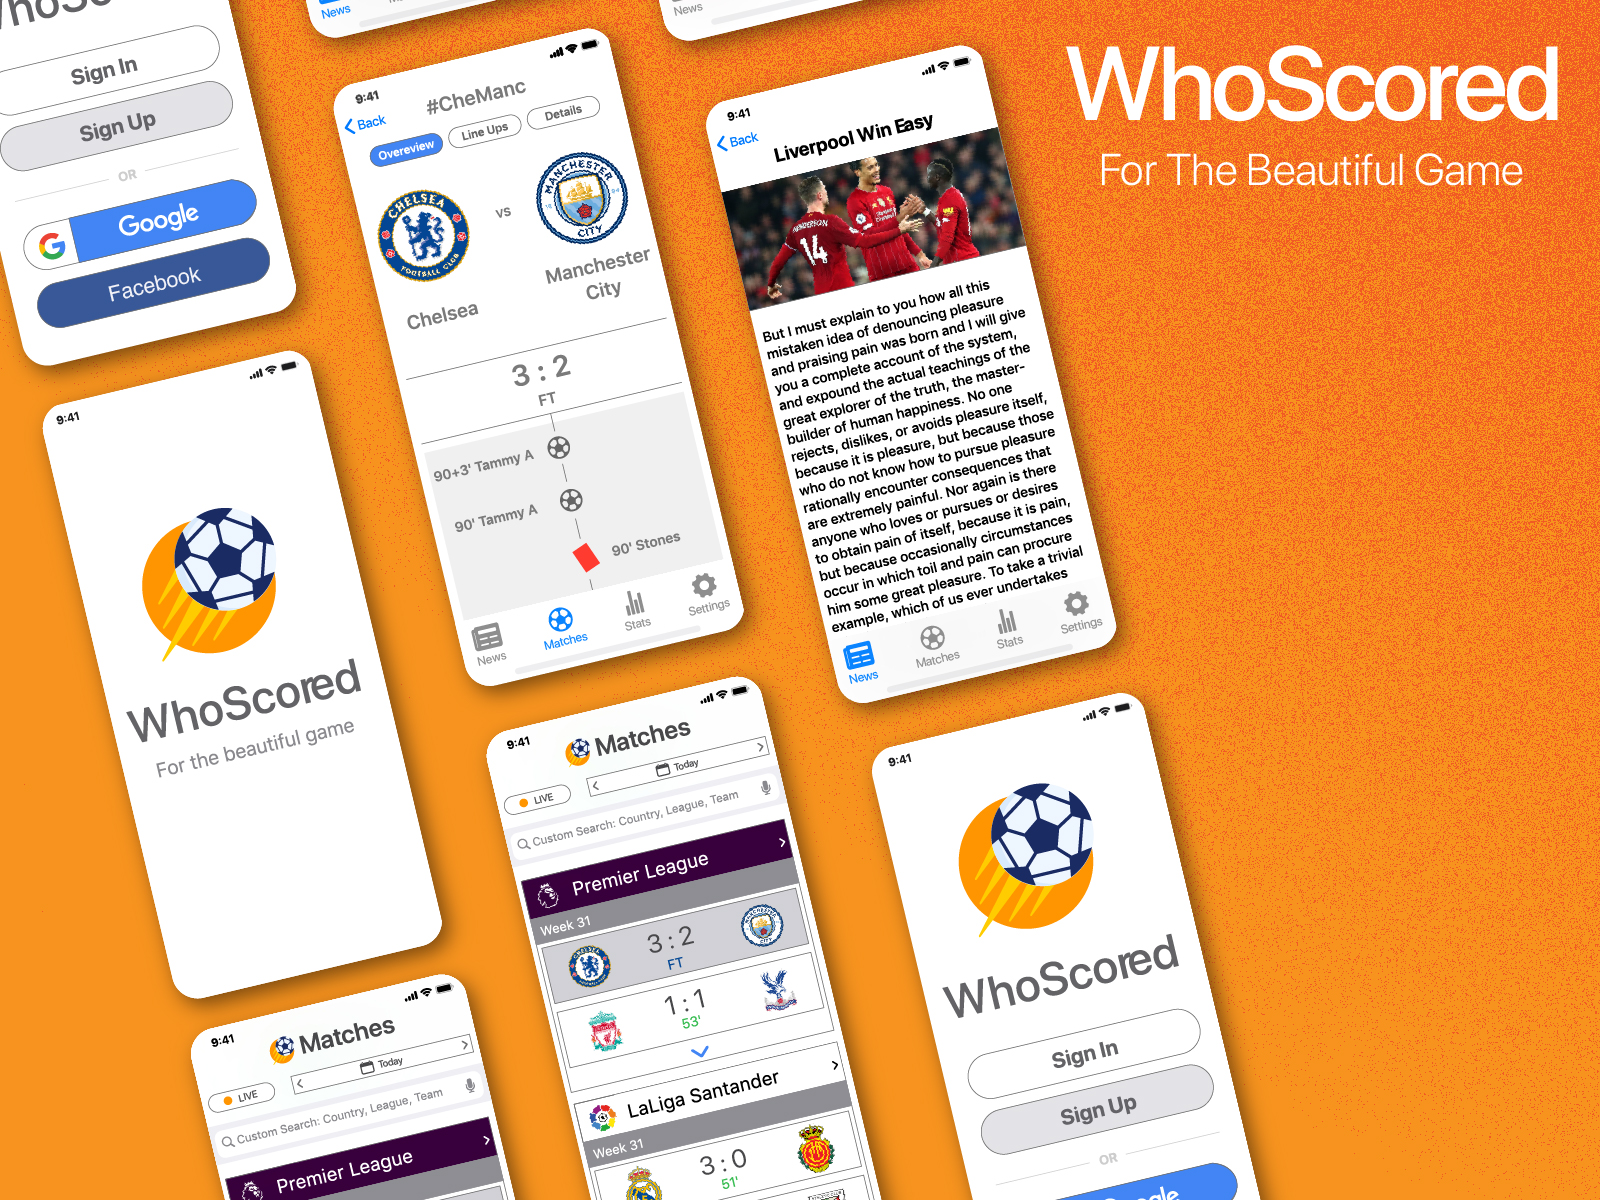 WhoScored
For The Beautiful Game
WhoScored
Sign In
Sign Up
OR
Google
Facebook
News
News
9:41
Back
#CheManc
Overeview
Line Ups
Details
CHELSEA
FOOTBALL CLUB
vs
MANCHESTER
CITY
Chelsea
Manchester
City
3 : 2
FT
90+3' Tammy A
90' Tammy A
90' Stones
News
Matches
Stats
Settings
9:41
Back
Liverpool Win Easy
HENDERSON
14
But I must explain to you how all this
mistaken idea of denouncing pleasure
and praising pain was born and I will give
you a complete account of the system,
and expound the actual teachings of the
great explorer of the truth, the master-
builder of human happiness. No one
rejects, dislikes, or avoids pleasure itself,
because it is pleasure, but because those
who do not know how to pursue pleasure
rationally encounter consequences that
are extremely painful. Nor again is there
anyone who loves or pursues or desires
to obtain pain of itself, because it is pain,
but because occasionally circumstances
occur in which toil and pain can procure
him some great pleasure. To take a trivial
example, which of us ever undertakes
News
Matches
Stats
Settings
9:41
WhoScored
For the beautiful game
9:41
Matches
LIVE
Today
Custom Search: Country, League, Team
Premier League
Week 31
3 : 2
FT
1 : 1
53'
LaLiga Santander
Week 31
3 : 0
51'
9:41
WhoScored
Sign In
Sign Up
OR
Google
9:41
Matches
LIVE
Today
Custom Search: Country, League, Team
Premier League